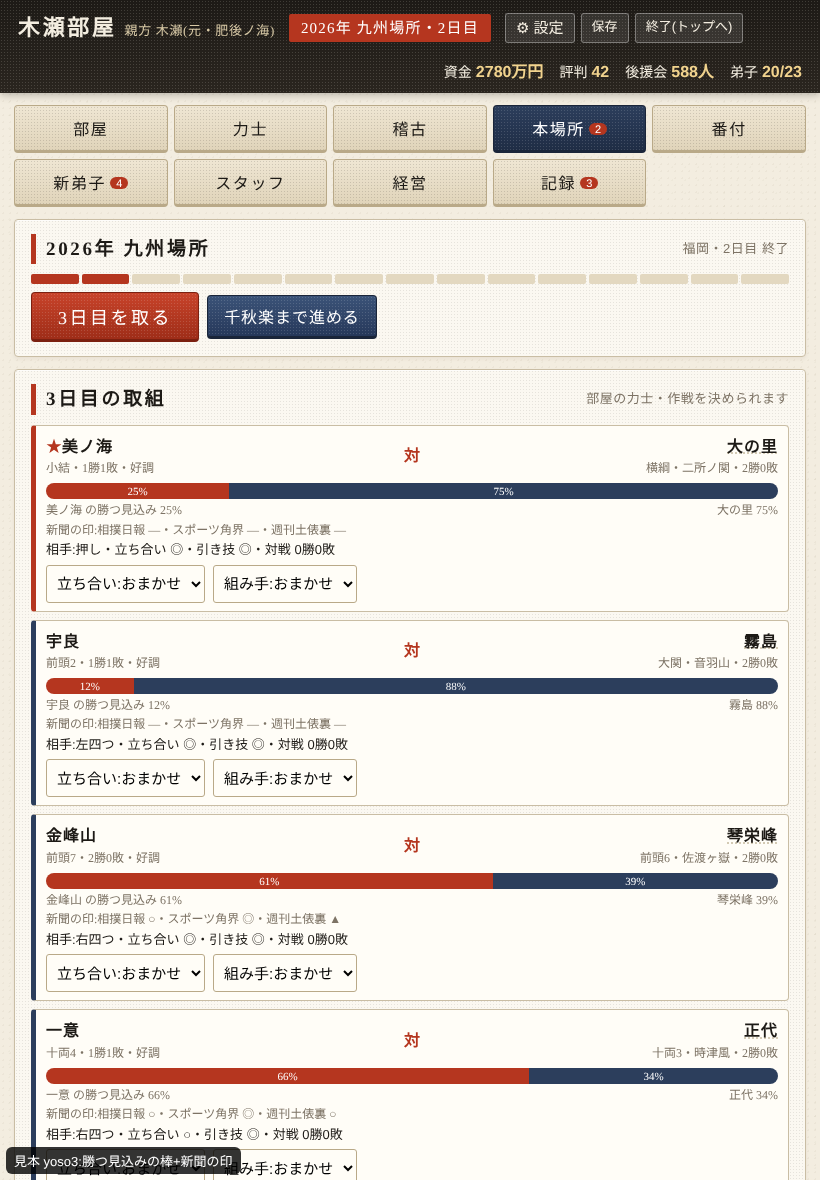 木瀬部屋 親方 木瀬(元・肥後ノ海) 2026年 九州場所・2日目 ⚙ 設定 保存 終了(トップへ)
資金 2780万円 評判 42 後援会 588人 弟子 20/23
部屋 力士 稽古 本場所 2 番付
新弟子 4 スタッフ 経営 記録 3
2026年 九州場所 福岡・2日目 終了
3日目を取る 千秋楽まで進める
3日目の取組 部屋の力士・作戦を決められます
★美ノ海 対 大の里
小結・1勝1敗・好調 横綱・二所ノ関・2勝0敗
25% 75%
美ノ海 の勝つ見込み 25% 大の里 75%
新聞の印:相撲日報 —・スポーツ角界 —・週刊土俵裏 —
相手:押し・立ち合い ◎・引き技 ◎・対戦 0勝0敗
立ち合い:おまかせ 組み手:おまかせ
宇良 対 霧島
前頭2・1勝1敗・好調 大関・音羽山・2勝0敗
12% 88%
宇良 の勝つ見込み 12% 霧島 88%
新聞の印:相撲日報 —・スポーツ角界 —・週刊土俵裏 —
相手:左四つ・立ち合い ◎・引き技 ◎・対戦 0勝0敗
立ち合い:おまかせ 組み手:おまかせ
金峰山 対 琴栄峰
前頭7・2勝0敗・好調 前頭6・佐渡ヶ嶽・2勝0敗
61% 39%
金峰山 の勝つ見込み 61% 琴栄峰 39%
新聞の印:相撲日報 ○・スポーツ角界 ◎・週刊土俵裏 ▲
相手:右四つ・立ち合い ◎・引き技 ◎・対戦 0勝0敗
立ち合い:おまかせ 組み手:おまかせ
一意 対 正代
十両4・1勝1敗・好調 十両3・時津風・2勝0敗
66% 34%
一意 の勝つ見込み 66% 正代 34%
新聞の印:相撲日報 ○・スポーツ角界 ◎・週刊土俵裏 ○
相手:右四つ・立ち合い ○・引き技 ◎・対戦 0勝0敗
立ち合い:おまかせ 組み手:おまかせ
見本 yoso3:勝つ見込みの棒+新聞の印